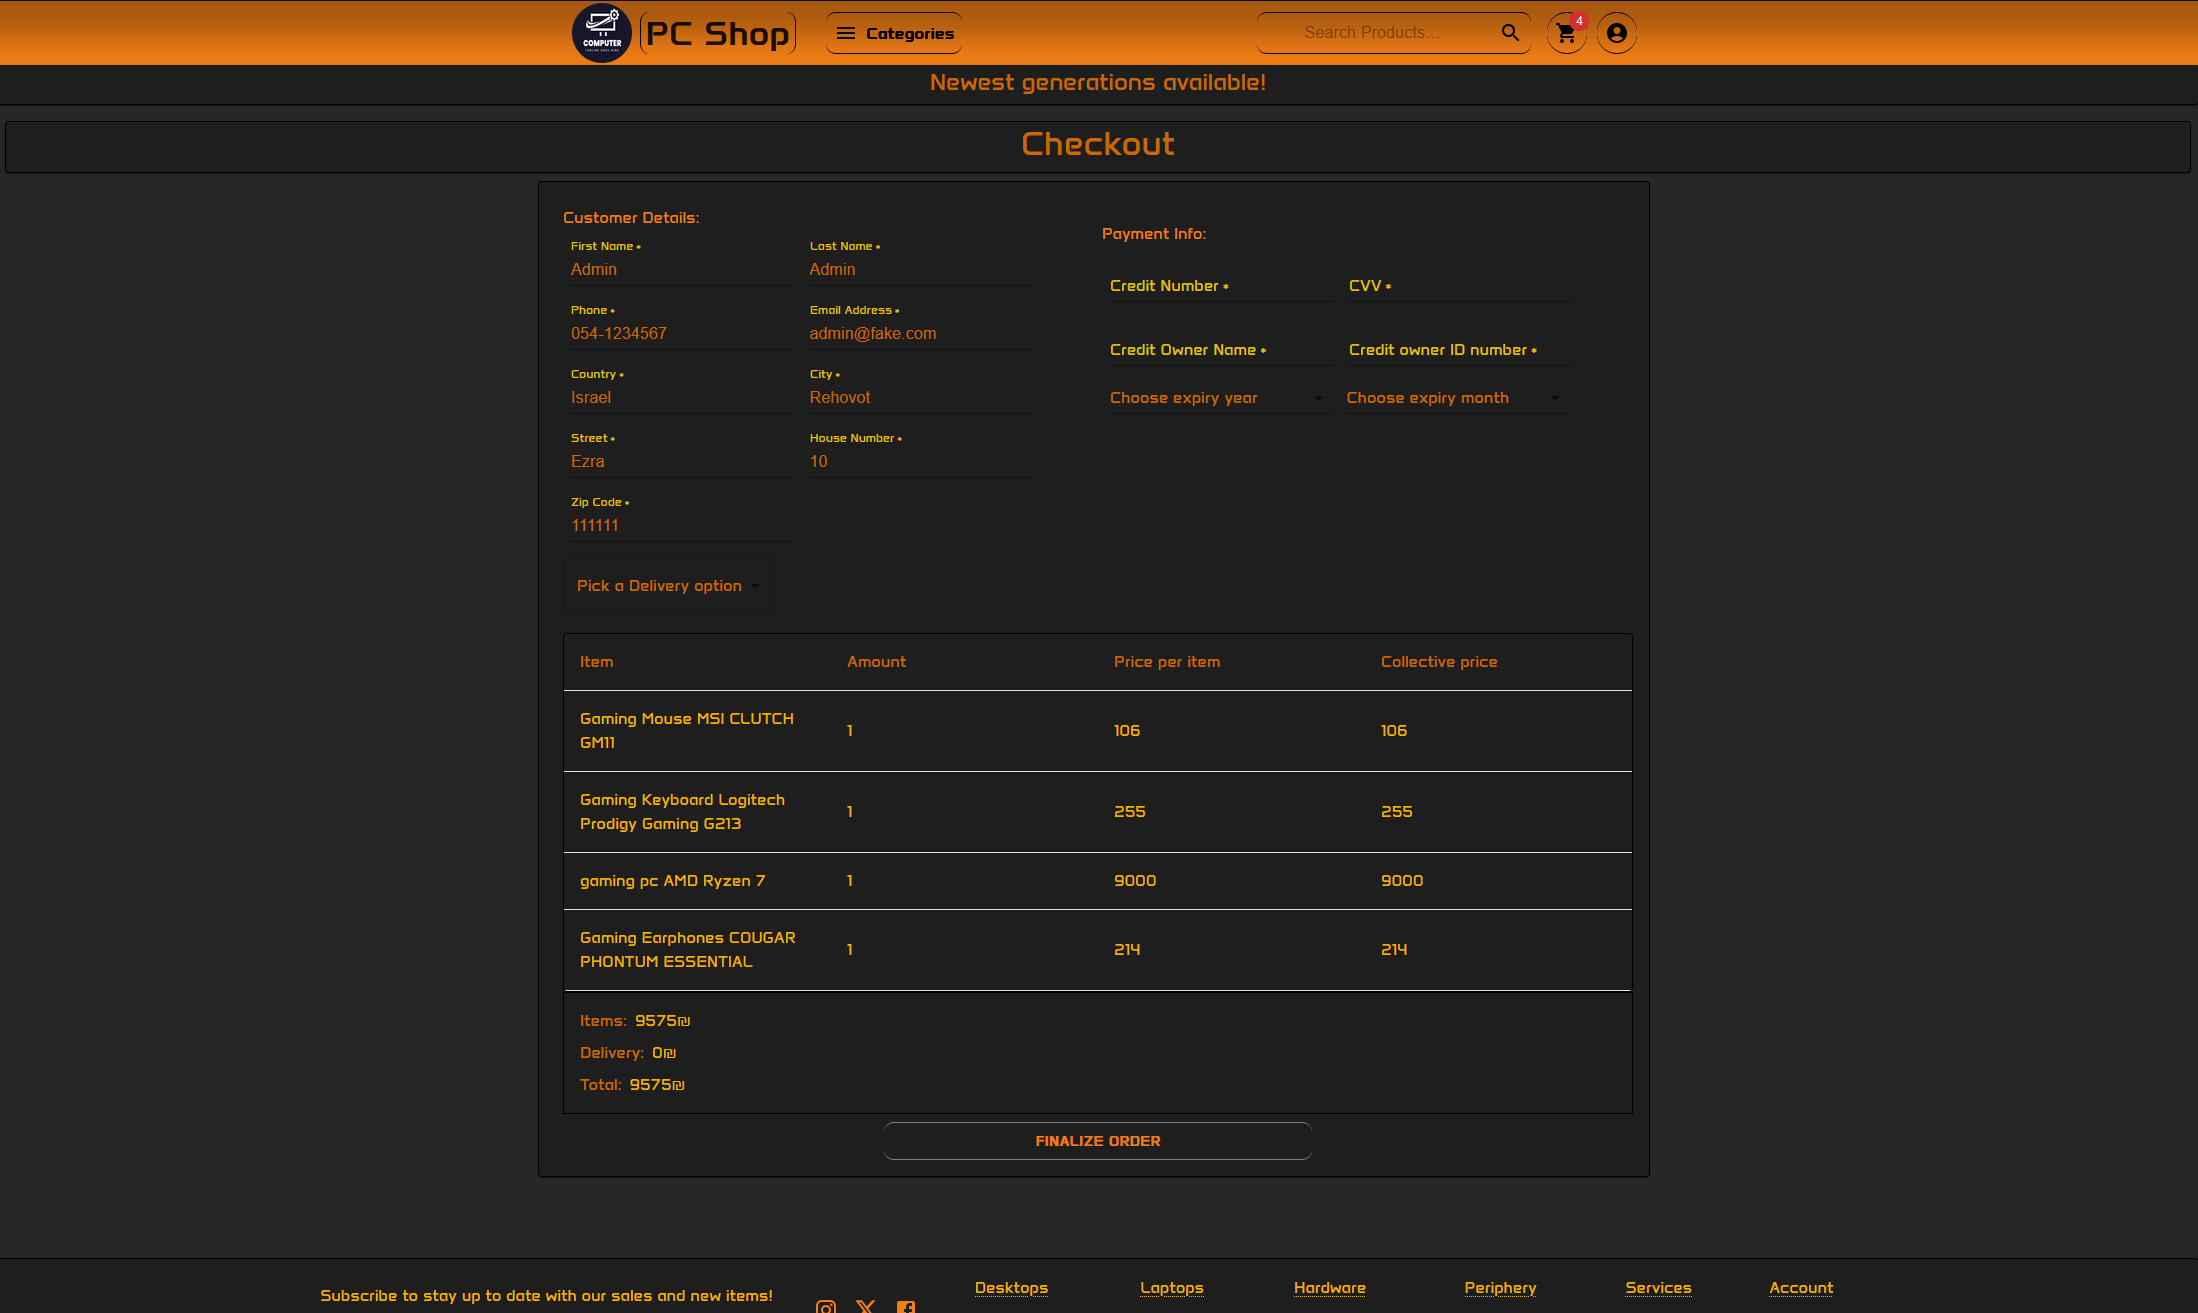 COMPUTER
PC Shop
Categories
Search Products...
4
Newest generations available!
Checkout
Customer Details:
First Name *
Admin
Last Name *
Admin
Phone *
054-1234567
Email Address *
admin@fake.com
Country *
Israel
City *
Rehovot
Street *
Ezra
House Number *
10
Zip Code *
111111
Pick a Delivery option
Payment Info:
Credit Number *
CVV *
Credit Owner Name *
Credit owner ID number *
Choose expiry year
Choose expiry month
Item Amount Price per item Collective price
Gaming Mouse MSI CLUTCH
GM11
1 106 106
Gaming Keyboard Logitech
Prodigy Gaming G213
1 255 255
gaming pc AMD Ryzen 7 1 9000 9000
Gaming Earphones COUGAR
PHONTUM ESSENTIAL
1 214 214
Items: 9575₪
Delivery: 0₪
Total: 9575₪
FINALIZE ORDER
Subscribe to stay up to date with our sales and new items!
Desktops Laptops Hardware Periphery Services Account